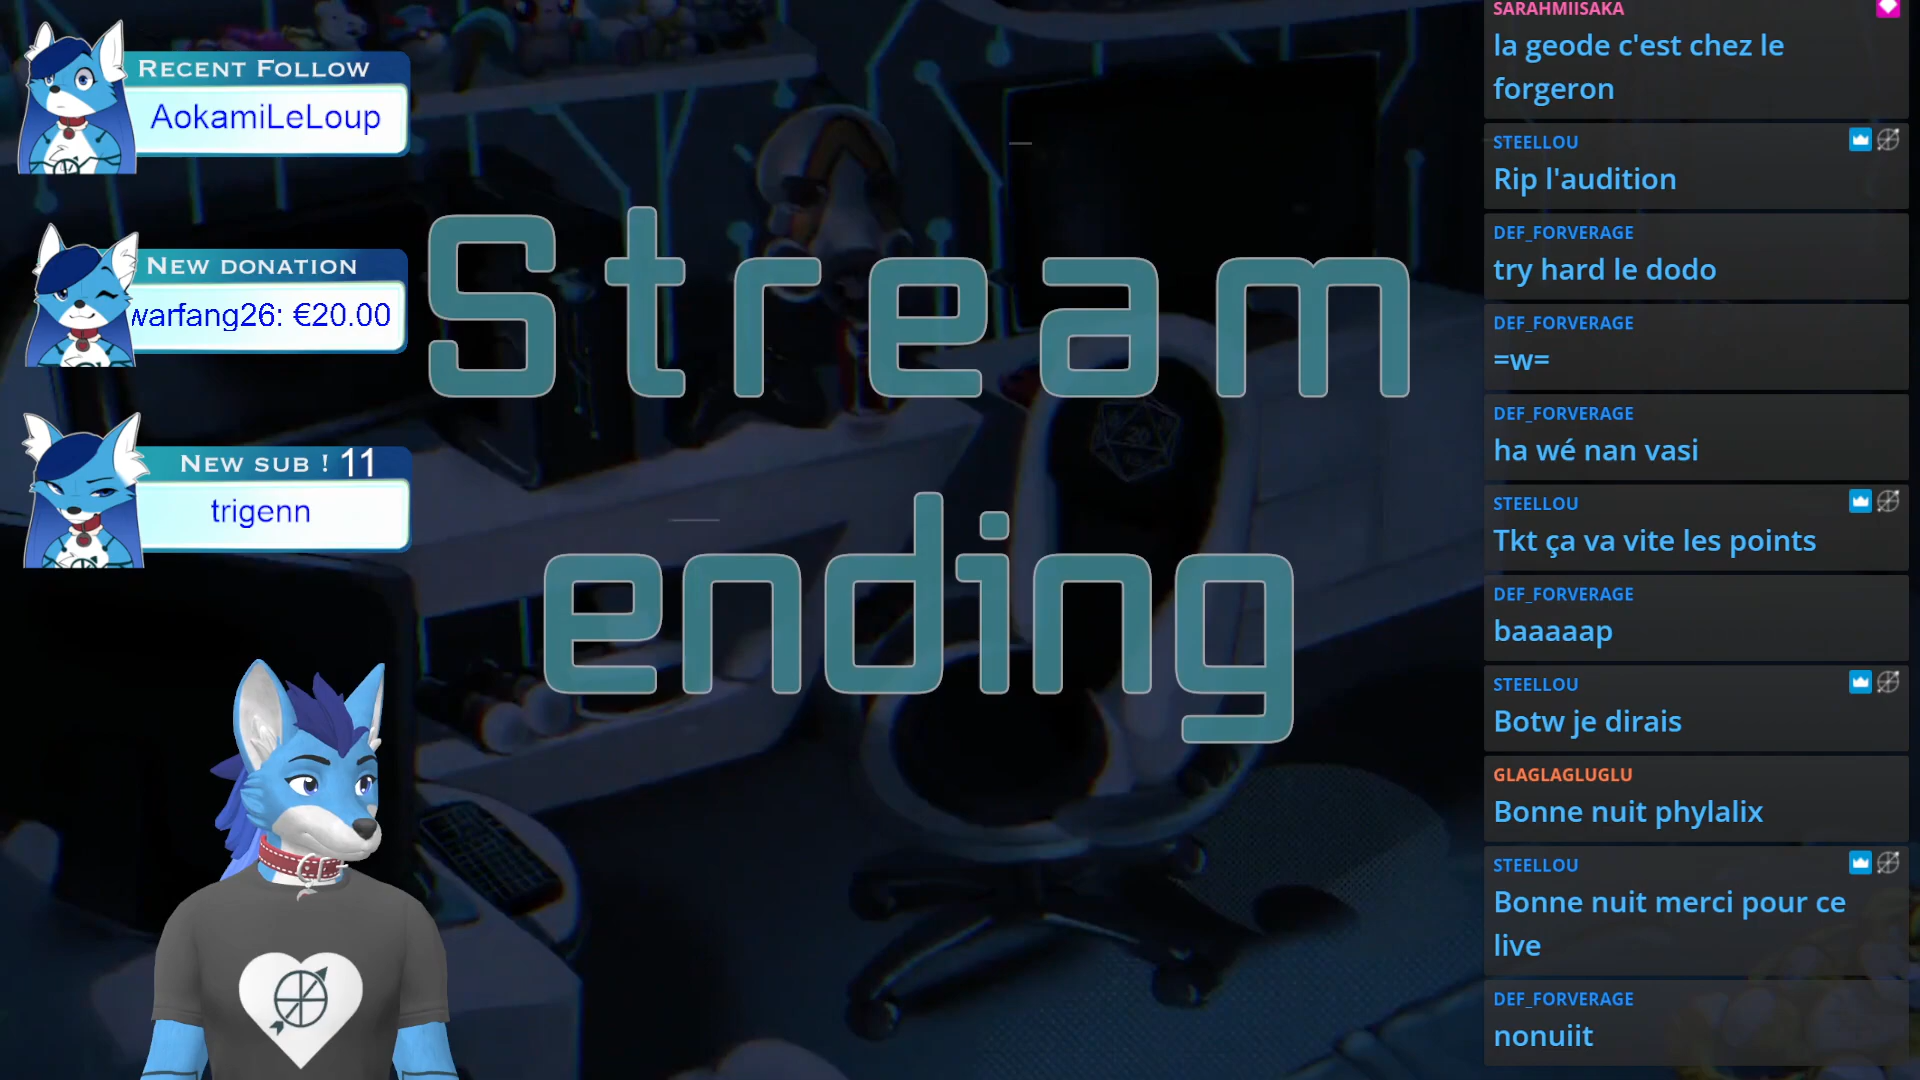 RECENT FOLLOW
AokamiLeLoup
NEW DONATION
warfang26: €20.00
NEW SUB ! 11
trigenn
Stream
ending
20
SARAHMIISAKA
la geode c'est chez le
forgeron
STEELLOU
Rip l'audition
DEF_FORVERAGE
try hard le dodo
DEF_FORVERAGE
=w=
DEF_FORVERAGE
ha wé nan vasi
STEELLOU
Tkt ça va vite les points
DEF_FORVERAGE
baaaaap
STEELLOU
Botw je dirais
GLAGLAGLUGLU
Bonne nuit phylalix
STEELLOU
Bonne nuit merci pour ce
live
DEF_FORVERAGE
nonuiit